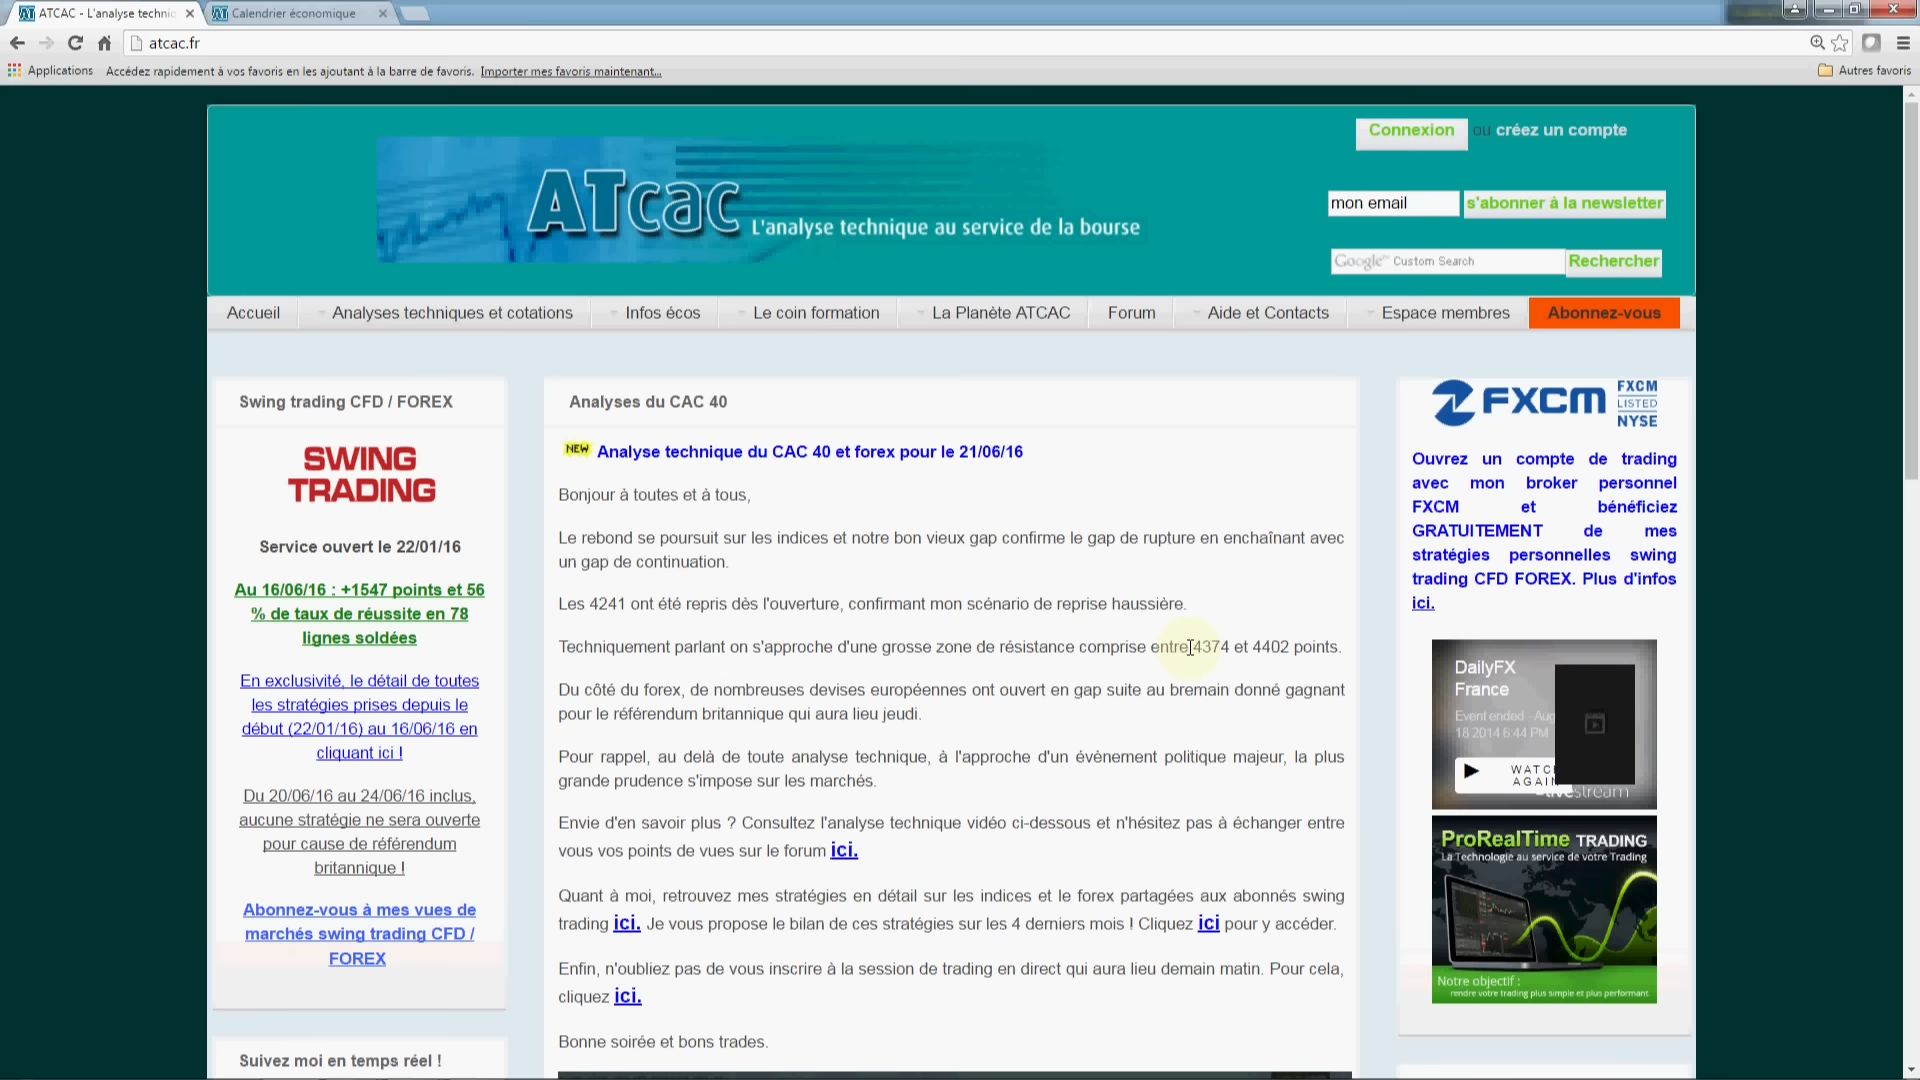 ATCAC - L'analyse technic
Calendrier économique
atcac.fr
Applications
Accédez rapidement à vos favoris en les ajoutant à la barre de favoris. Importer mes favoris maintenant...
Autres favoris
ATcac
L'analyse technique au service de la bourse
Connexion ou créez un compte
mon email s'abonner à la newsletter
Google™ Custom Search Rechercher
Accueil
Analyses techniques et cotations
Infos écos
Le coin formation
La Planète ATCAC
Forum
Aide et Contacts
Espace membres
Abonnez-vous
Swing trading CFD / FOREX
SWING
TRADING
Service ouvert le 22/01/16
Au 16/06/16 : +1547 points et 56
% de taux de réussite en 78
lignes soldées
En exclusivité, le détail de toutes
les stratégies prises depuis le
début (22/01/16) au 16/06/16 en
cliquant ici !
Du 20/06/16 au 24/06/16 inclus,
aucune stratégie ne sera ouverte
pour cause de référendum
britannique !
Abonnez-vous à mes vues de
marchés swing trading CFD /
FOREX
Suivez moi en temps réel !
Analyses du CAC 40
NEW Analyse technique du CAC 40 et forex pour le 21/06/16
Bonjour à toutes et à tous,
Le rebond se poursuit sur les indices et notre bon vieux gap confirme le gap de rupture en enchaînant avec
un gap de continuation.
Les 4241 ont été repris dès l'ouverture, confirmant mon scénario de reprise haussière.
Techniquement parlant on s'approche d'une grosse zone de résistance comprise entre 4374 et 4402 points.
Du côté du forex, de nombreuses devises européennes ont ouvert en gap suite au bremain donné gagnant
pour le référendum britannique qui aura lieu jeudi.
Pour rappel, au delà de toute analyse technique, à l'approche d'un évènement politique majeur, la plus
grande prudence s'impose sur les marchés.
Envie d'en savoir plus ? Consultez l'analyse technique vidéo ci-dessous et n'hésitez pas à échanger entre
vous vos points de vues sur le forum ici.
Quant à moi, retrouvez mes stratégies en détail sur les indices et le forex partagées aux abonnés swing
trading ici. Je vous propose le bilan de ces stratégies sur les 4 derniers mois ! Cliquez ici pour y accéder.
Enfin, n'oubliez pas de vous inscrire à la session de trading en direct qui aura lieu demain matin. Pour cela,
cliquez ici.
Bonne soirée et bons trades.
FXCM
FXCM
LISTED
NYSE
Ouvrez un compte de trading
avec mon broker personnel
FXCM et bénéficiez
GRATUITEMENT de mes
stratégies personnelles swing
trading CFD FOREX. Plus d'infos
ici.
DailyFX
France
Event ended - Aug
18 2014 6:44 PM
WATC
AGAIN
livestream
ProRealTime TRADING
La Technologie au service de votre Trading
Notre objectif :
rendre votre trading plus simple et plus performant.